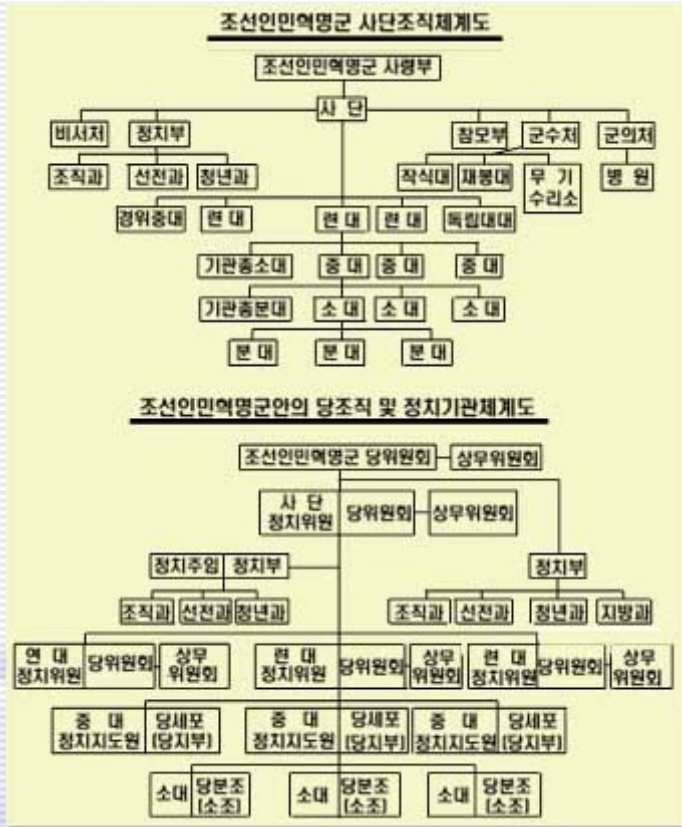 조선인민혁명군 사단조직체계도
조선인민혁명군 사령부
사 단
비서처 정치부 참모부 군수처 군의처
조직과 선전과 청년과 작식대 재봉대 무 기 수리소 병 원
경위중대 련 대 련 대 련 대 독립대대
기관총소대 중 대 중 대 중 대
기관총분대 소 대 소 대 소 대
분 대 분 대 분 대
조선인민혁명군안의 당조직 및 정치기관체계도
조선인민혁명군 당위원회 상무위원회
사 단 정치위원 당위원회 상무위원회
정치주임 정치부 정치부
조직과 선전과 청년과 조직과 선전과 청년과 지방과
연 대 정치위원 당위원회 상무 위원회 련 대 정치위원 당위원회 상무 위원회 련 대 정치위원 당위원회 상무 위원회
중 대 정치지도원 당세포 (당지부) 중 대 정치지도원 당세포 (당지부) 중 대 정치지도원 당세포 (당지부)
소대 당분조 (소조) 소대 당분조 (소조) 소대 당분조 (소조)